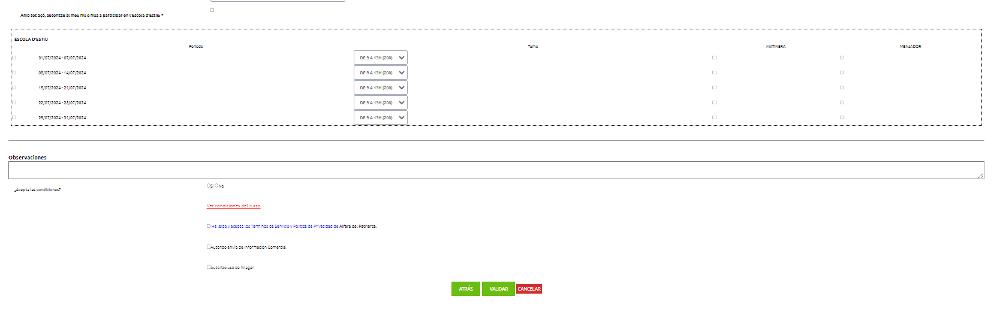 Amb tot açò, autoritze al meu fill o filla a participar en l'Escola d'Estiu: *
ESCOLA D'ESTIU
Periodo Turno MATINERA MENJADOR
01/07/2024 - 07/07/2024 DE 9 A 13H (200)
08/07/2024 - 14/07/2024 DE 9 A 13H (200)
15/07/2024 - 21/07/2024 DE 9 A 13H (200)
22/07/2024 - 28/07/2024 DE 9 A 13H (200)
29/07/2024 - 31/07/2024 DE 9 A 13H (200)
Observaciones
¿Acepta las condiciones? SI No
Ver condiciones del curso
He leído y acepto los Términos de Servicio y Política de Privacidad de Alfara del Patriarca.
Autorizo envío de Información Comercial
Autorizo uso de imagen
ATRÁS VALIDAR CANCELAR